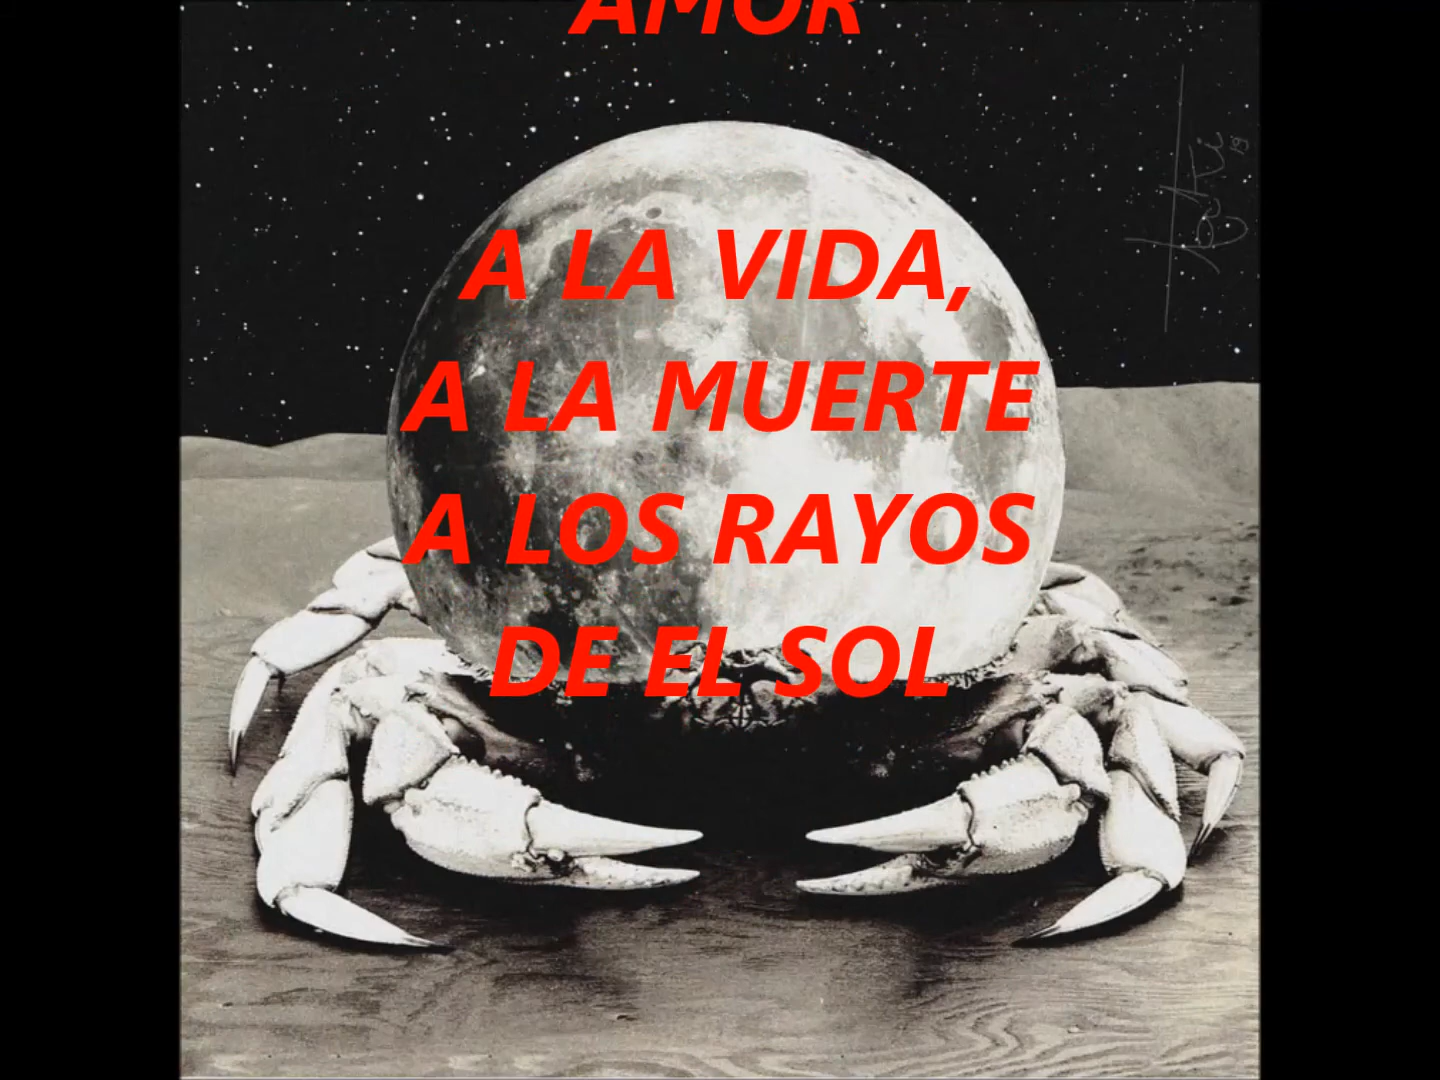 AMOR
A LA VIDA,
A LA MUERTE
A LOS RAYOS
DE EL SOL